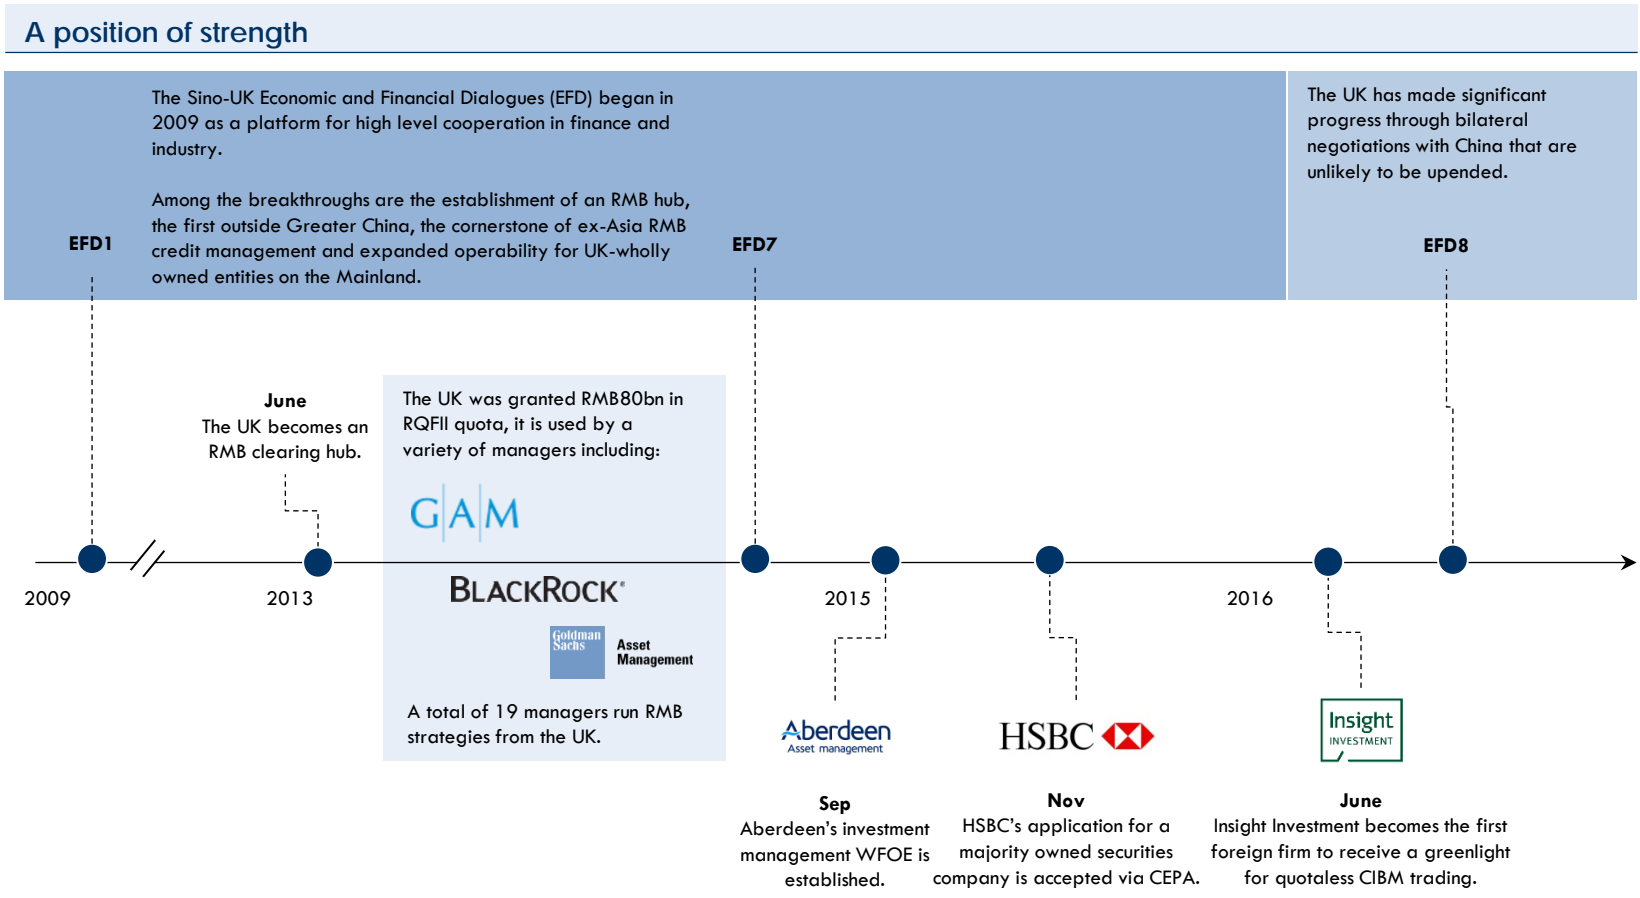 A position of strength
The Sino-UK Economic and Financial Dialogues (EFD) began in
2009 as a platform for high level cooperation in finance and
industry.
Among the breakthroughs are the establishment of an RMB hub,
the first outside Greater China, the cornerstone of ex-Asia RMB
credit management and expanded operability for UK-wholly
owned entities on the Mainland.
The UK has made significant
progress through bilateral
negotiations with China that are
unlikely to be upended.
EFD1
EFD7
EFD8
June
The UK becomes an
RMB clearing hub.
The UK was granted RMB80bn in
RQFII quota, it is used by a
variety of managers including:
G|A|M
BLACKROCK®
Goldman
Sachs
Asset
Management
A total of 19 managers run RMB
strategies from the UK.
2009
2013
2015
2016
Aberdeen
Asset management
Sep
Aberdeen's investment
management WFOE is
established.
HSBC
Nov
HSBC's application for a
majority owned securities
company is accepted via CEPA.
Insight
INVESTMENT
June
Insight Investment becomes the first
foreign firm to receive a greenlight
for quotaless CIBM trading.